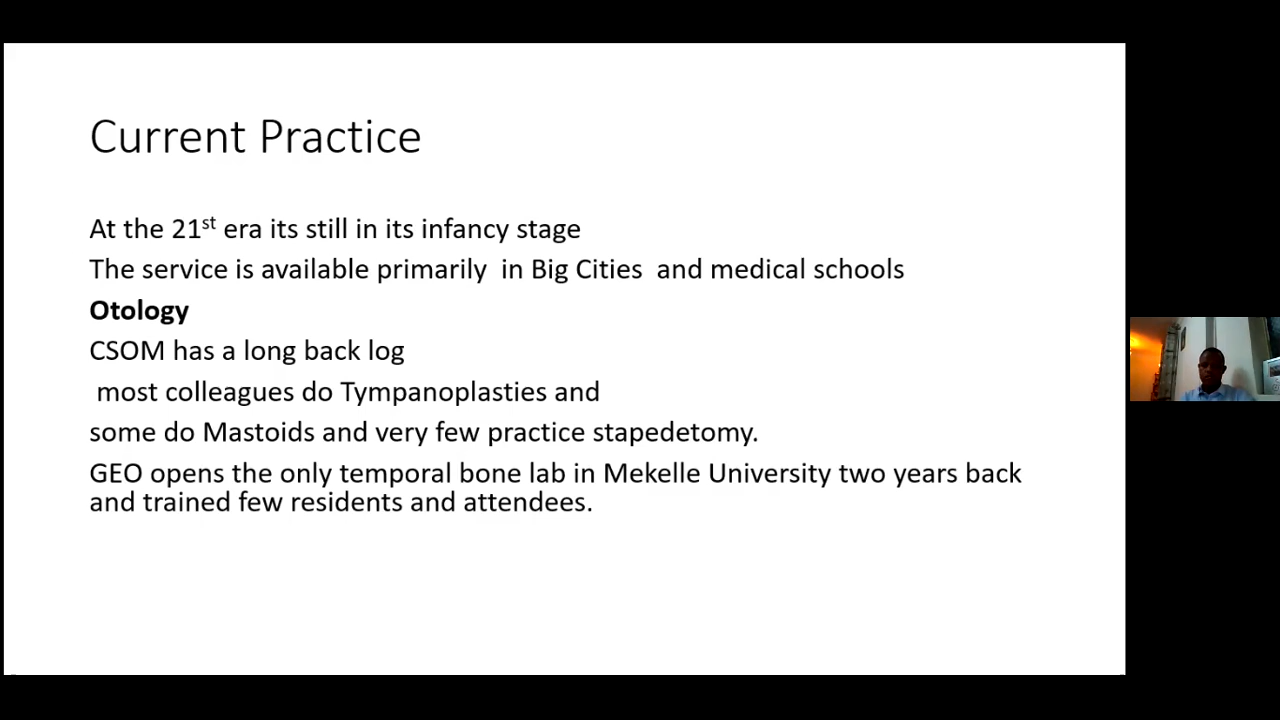 Current Practice
At the 21st era its still in its infancy stage
The service is available primarily  in Big Cities  and medical schools
Otology
CSOM has a long back log
most colleagues do Tympanoplasties and
some do Mastoids and very few practice stapedetomy.
GEO opens the only temporal bone lab in Mekelle University two years back
and trained few residents and attendees.